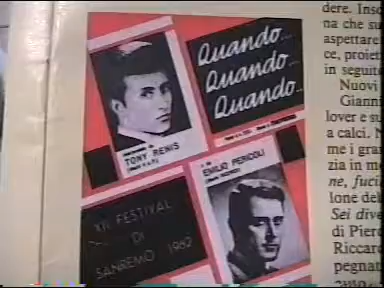 Quando...
Quando...
Quando...
TONY RENIS
EMILIO PERICOLI
XII FESTIVAL
DI
SANREMO 1962
dere.
na che su
aspettare
ce, proiet
in seguit
Nuovi
Gianni
lover e su
a calci.
me i gra
zia in m
ne, fuci
lone del
Sei dive
di Pier
Riccar
pegnat